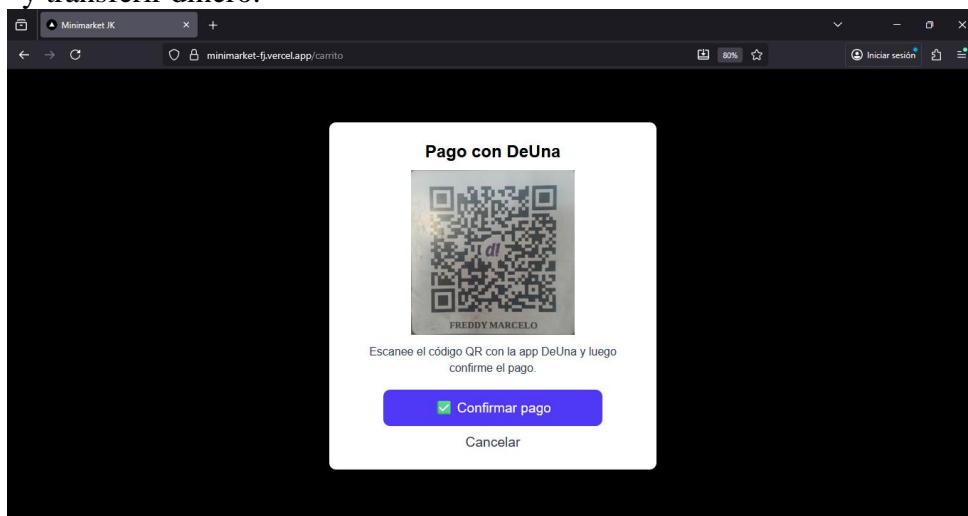 y transferir dinero.
Minimarket JK
minimarket-fj.vercel.app/carrito
80%
Iniciar sesión
Pago con DeUna
d!
FREDDY MARCELO
Escanee el código QR con la app DeUna y luego
confirme el pago.
✅ Confirmar pago
Cancelar